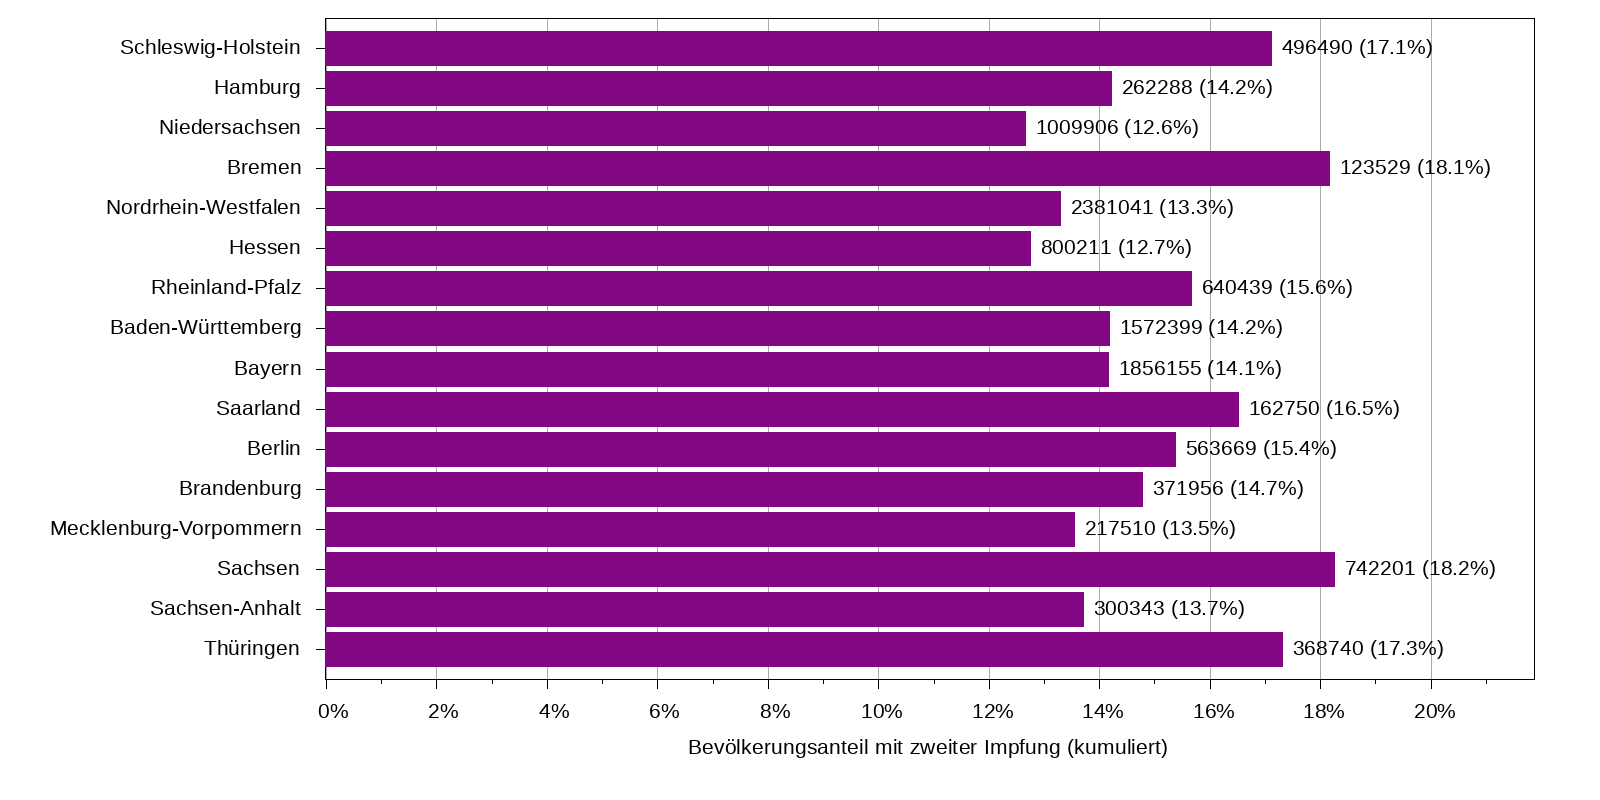 Schleswig-Holstein 496490 (17.1%)
Hamburg 262288 (14.2%)
Niedersachsen 1009906 (12.6%)
Bremen 123529 (18.1%)
Nordrhein-Westfalen 2381041 (13.3%)
Hessen 800211 (12.7%)
Rheinland-Pfalz 640439 (15.6%)
Baden-Württemberg 1572399 (14.2%)
Bayern 1856155 (14.1%)
Saarland 162750 (16.5%)
Berlin 563669 (15.4%)
Brandenburg 371956 (14.7%)
Mecklenburg-Vorpommern 217510 (13.5%)
Sachsen 742201 (18.2%)
Sachsen-Anhalt 300343 (13.7%)
Thüringen 368740 (17.3%)
0% 2% 4% 6% 8% 10% 12% 14% 16% 18% 20%
Bevölkerungsanteil mit zweiter Impfung (kumuliert)